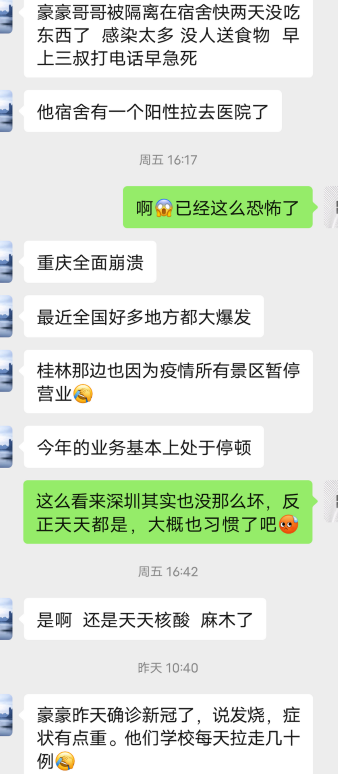 豪豪哥哥被隔离在宿舍快两天没吃
东西了 感染太多 没人送食物 早
上三叔打电话早急死
他宿舍有一个阳性拉去医院了
周五 16:17
啊😱已经这么恐怖了
重庆全面崩溃
最近全国好多地方都大爆发
桂林那边也因为疫情所有景区暂停
营业🤣
今年的业务基本上处于停顿
这么看来深圳其实也没那么坏，反
正天天都是，大概也习惯了吧🥵
周五 16:42
是啊 还是天天核酸 麻木了
昨天 10:40
豪豪昨天确诊新冠了，说发烧，症
状有点重。他们学校每天拉走几十
例🤣